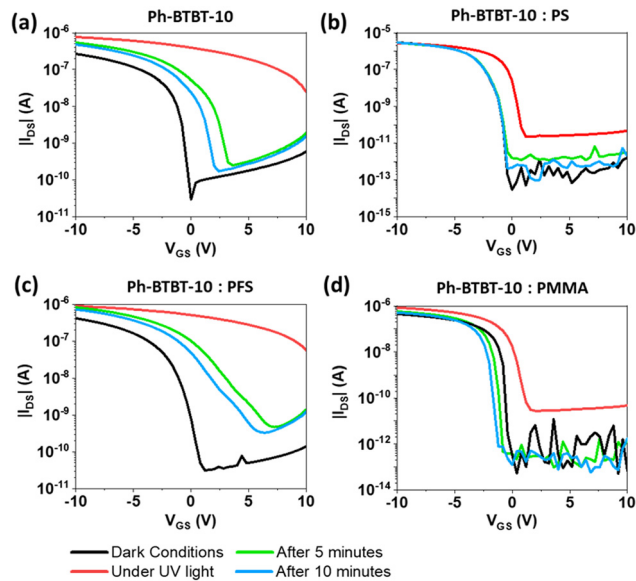 (a) Ph-BTBT-10
|I_DS| (A)
10^-6
10^-7
10^-8
10^-9
10^-10
10^-11
-10 -5 0 5 10
V_GS (V)
(b) Ph-BTBT-10 : PS
|I_DS| (A)
10^-5
10^-7
10^-9
10^-11
10^-13
10^-15
-10 -5 0 5 10
V_GS (V)
(c) Ph-BTBT-10 : PFS
|I_DS| (A)
10^-6
10^-7
10^-8
10^-9
10^-10
10^-11
-10 -5 0 5 10
V_GS (V)
(d) Ph-BTBT-10 : PMMA
|I_DS| (A)
10^-6
10^-8
10^-10
10^-12
10^-14
-10 -5 0 5 10
V_GS (V)
Dark Conditions After 5 minutes
Under UV light After 10 minutes